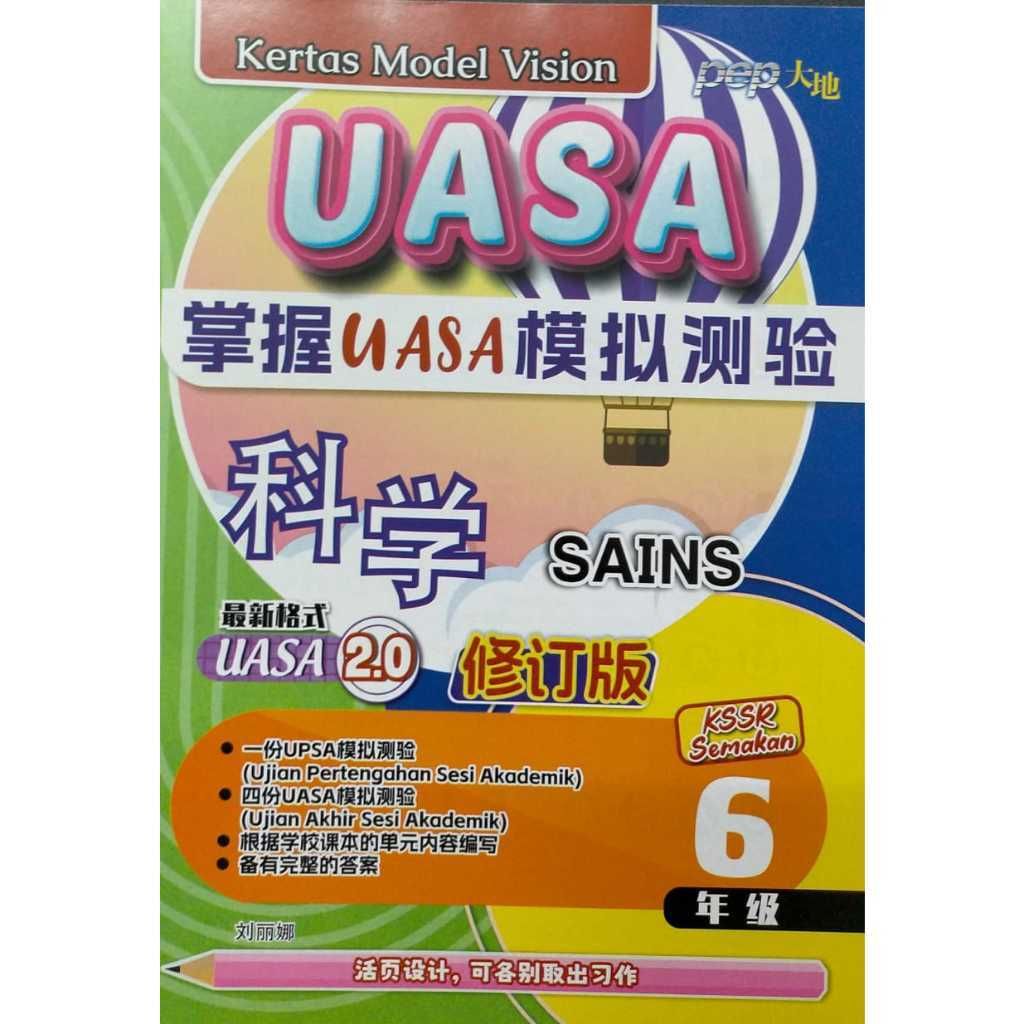 Kertas Model Vision
pep大地
UASA
掌握UASA模拟测验
科学
SAINS
最新格式
UASA 2.0
修订版
KSSR
Semakan
6
年级
• 一份UPSA模拟测验
(Ujian Pertengahan Sesi Akademik)
• 四份UASA模拟测验
(Ujian Akhir Sesi Akademik)
• 根据学校课本的单元内容编写
• 备有完整的答案
刘丽娜
活页设计，可各别取出习作